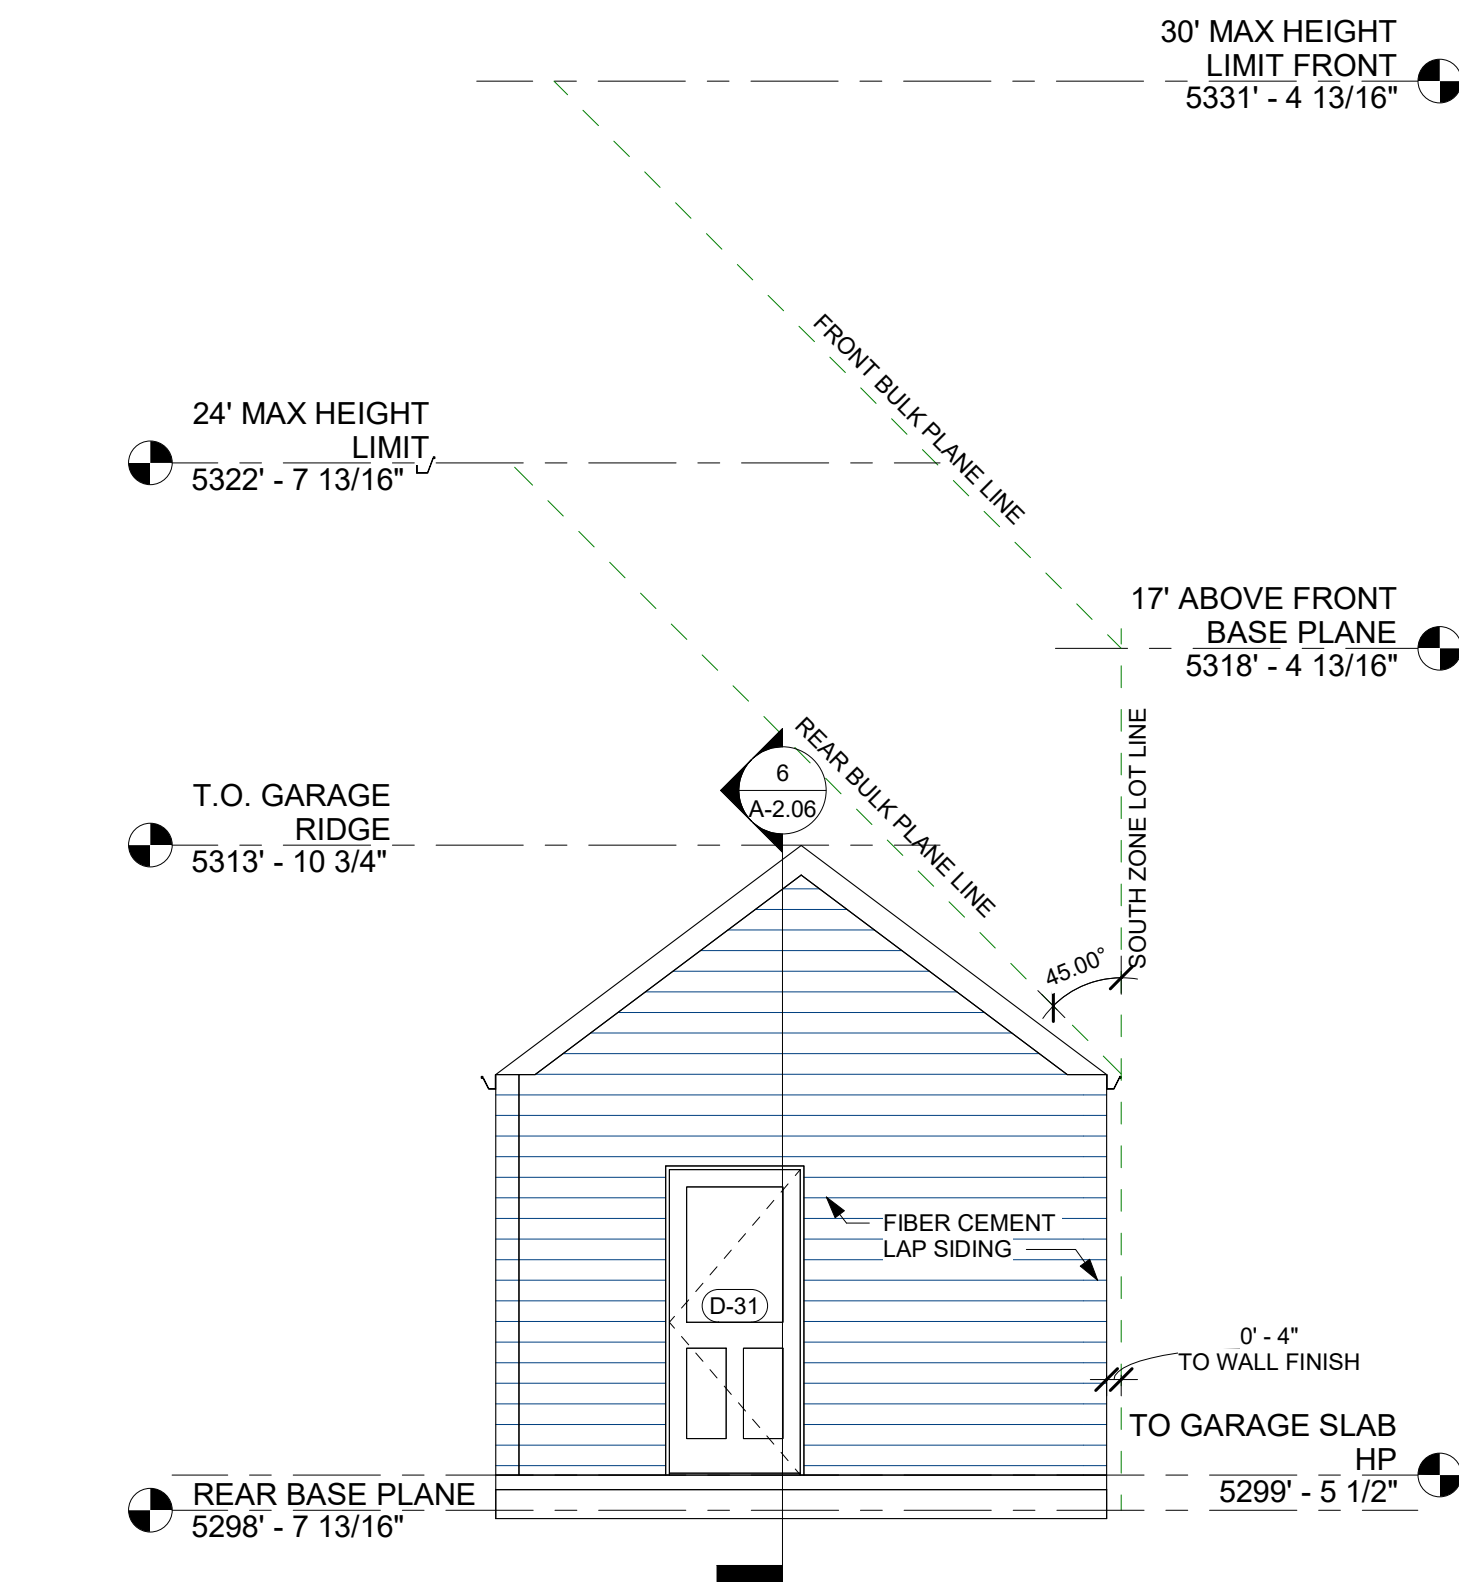 30' MAX HEIGHT
LIMIT FRONT
5331' - 4 13/16"
FRONT BULK PLANE LINE
24' MAX HEIGHT
LIMIT
5322' - 7 13/16"
17' ABOVE FRONT
BASE PLANE
5318' - 4 13/16"
SOUTH ZONE LOT LINE
REAR BULK PLANE LINE
6
A-2.06
T.O. GARAGE
RIDGE
5313' - 10 3/4"
45.00°
FIBER CEMENT
LAP SIDING
D-31
0' - 4"
TO WALL FINISH
TO GARAGE SLAB
HP
5299' - 5 1/2"
REAR BASE PLANE
5298' - 7 13/16"